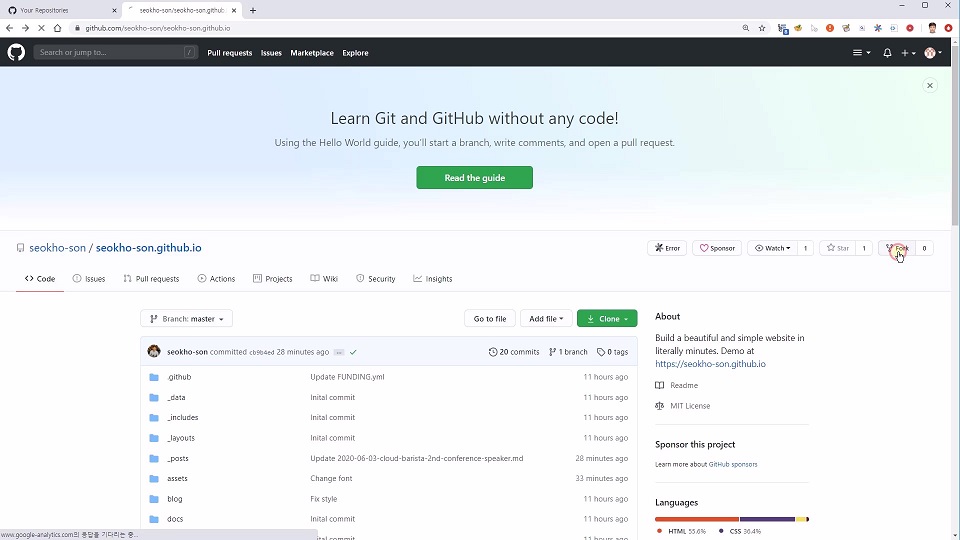 Your Repositories
seokho-son/seokho-son.github.io
github.com/seokho-son/seokho-son.github.io
Search or jump to...
/
Pull requests
Issues
Marketplace
Explore
Learn Git and GitHub without any code!
Using the Hello World guide, you'll start a branch, write comments, and open a pull request.
Read the guide
seokho-son / seokho-son.github.io
Error
Sponsor
Watch
1
Star
1
Fork
0
Code
Issues
Pull requests
Actions
Projects
Wiki
Security
Insights
Branch: master
Go to file
Add file
Clone
About
Build a beautiful and simple website in
literally minutes. Demo at
https://seokho-son.github.io
Readme
MIT License
seokho-son committed cb9b4ed 28 minutes ago
20 commits
1 branch
0 tags
.github Update FUNDING.yml 11 hours ago
_data Inital commit 11 hours ago
_includes Inital commit 11 hours ago
_layouts Inital commit 11 hours ago
_posts Update 2020-06-03-cloud-barista-2nd-conference-speaker.md 28 minutes ago
assets Change font 33 minutes ago
blog Fix style 11 hours ago
docs Inital commit 11 hours ago
Inital commit 11 hours ago
Sponsor this project
Learn more about GitHub sponsors
Languages
HTML 55.6%
CSS 36.4%
www.google-analytics.com의 응답을 기다리는 중...